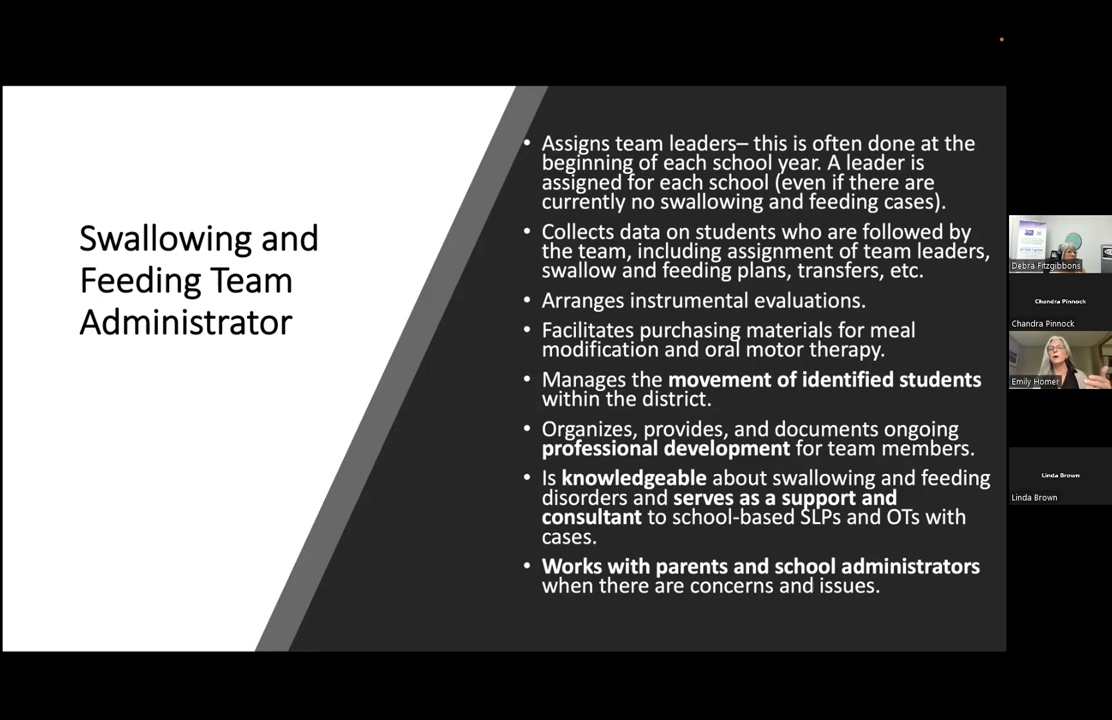 Swallowing and
Feeding Team
Administrator
• Assigns team leaders– this is often done at the
beginning of each school year. A leader is
assigned for each school (even if there are
currently no swallowing and feeding cases).
• Collects data on students who are followed by
the team, including assignment of team leaders,
swallow and feeding plans, transfers, etc.
• Arranges instrumental evaluations.
• Facilitates purchasing materials for meal
modification and oral motor therapy.
• Manages the movement of identified students
within the district.
• Organizes, provides, and documents ongoing
professional development for team members.
• Is knowledgeable about swallowing and feeding
disorders and serves as a support and
consultant to school-based SLPs and OTs with
cases.
• Works with parents and school administrators
when there are concerns and issues.
Debra Fitzgibbons
Chandra Pinnock
Chandra Pinnock
Emily Homer
Linda Brown
Linda Brown